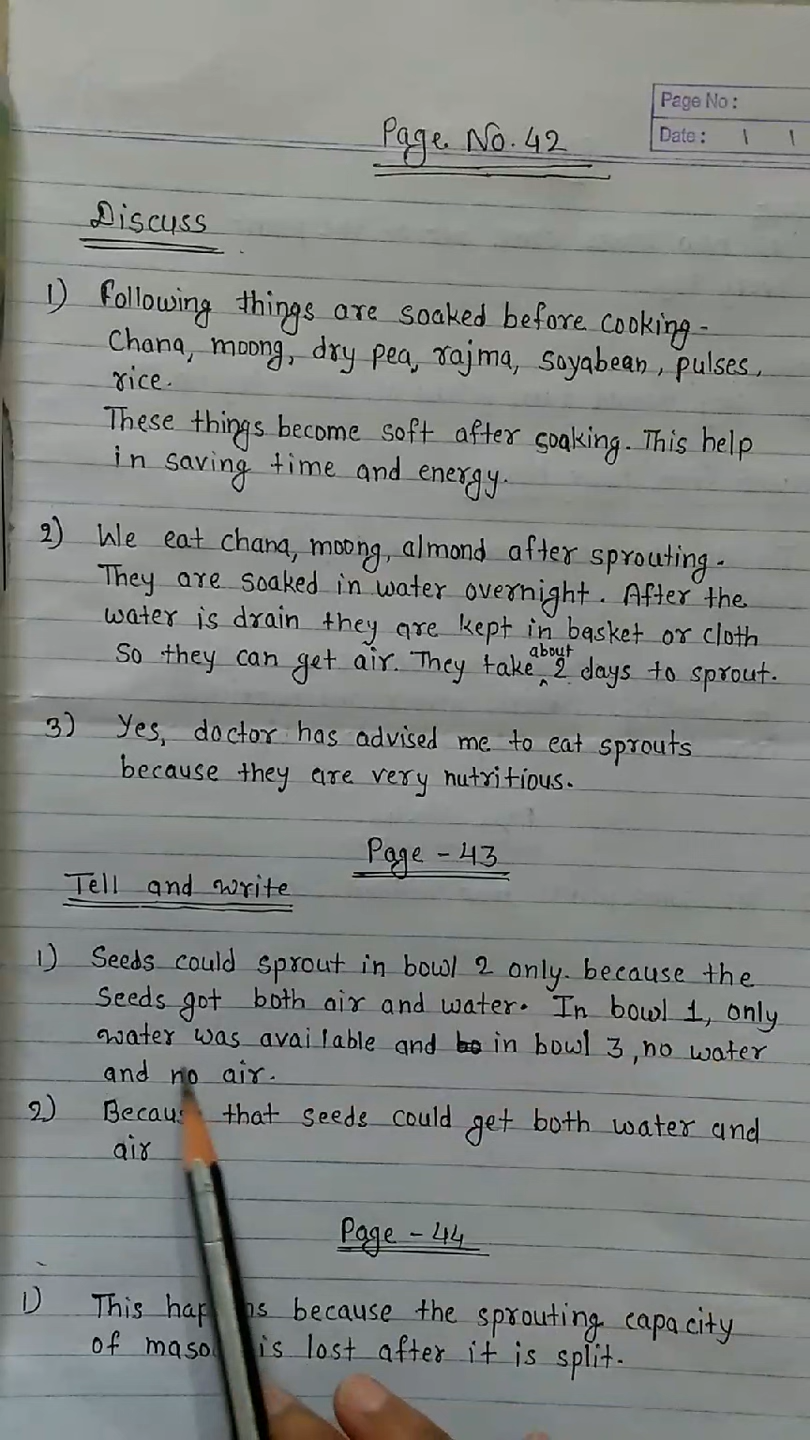 Page No :
Date :
Page No. 42
Discuss
1) Following things are soaked before cooking -
Chana, moong, dry pea, rajma, soyabean, pulses,
rice.
These things become soft after soaking. This help
in saving time and energy.
2) We eat chana, moong, almond after sprouting.
They are soaked in water overnight. After the
water is drain they are kept in basket or cloth
So they can get air. They take about 2 days to sprout.
3) Yes, doctor has advised me to eat sprouts
because they are very nutritious.
Page - 43
Tell and write
1) Seeds could sprout in bowl 2 only. because the
Seeds got both air and water. In bowl 1, only
water was available and in bowl 3, no water
and no air.
2) that seeds could get both water and
air
Page - 44
1) This because the sprouting capacity
of is lost after it is split.